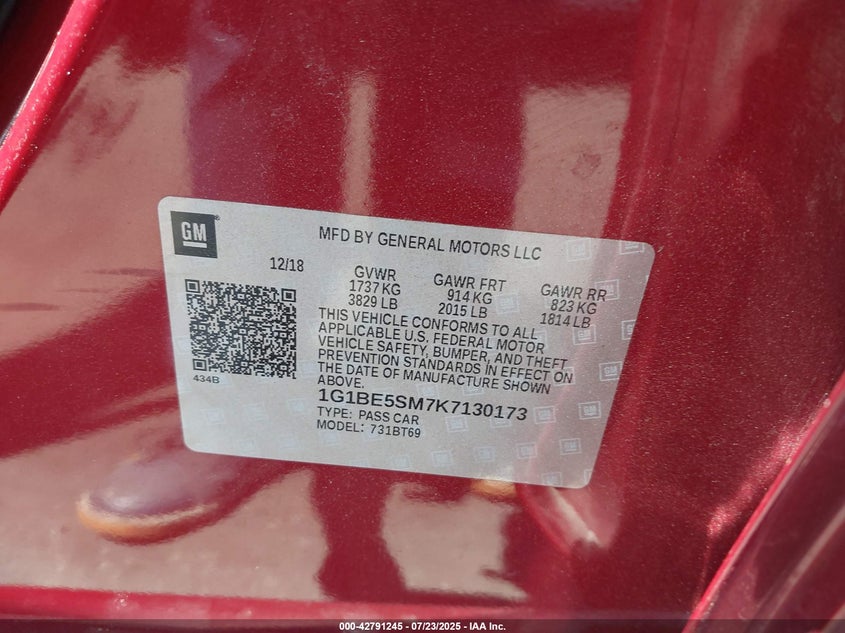 GM
MFD BY GENERAL MOTORS LLC
12/18
GVWR
1737 KG
3829 LB
GAWR FRT
914 KG
2015 LB
GAWR RR
823 KG
1814 LB
THIS VEHICLE CONFORMS TO ALL
APPLICABLE U.S. FEDERAL MOTOR
VEHICLE SAFETY, BUMPER, AND THEFT
PREVENTION STANDARDS IN EFFECT ON
THE DATE OF MANUFACTURE SHOWN
ABOVE.
434B
1G1BE5SM7K7130173
TYPE: PASS CAR
MODEL: 731BT69
000-42791245 - 07/23/2025 - IAA Inc.